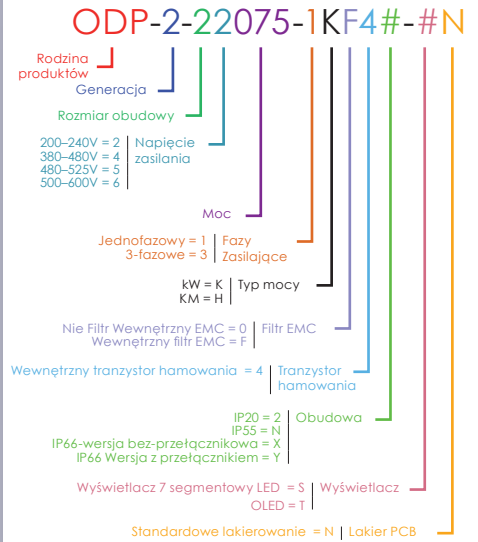 ODP-2-22075-1KF4#-#N
Rodzina
produktów
Generacja
Rozmiar obudowy
200–240V = 2 | Napięcie
380–480V = 4 | zasilania
480–525V = 5
500–600V = 6
Moc
Jednofazowy = 1 | Fazy
3-fazowe = 3 | Zasilające
kW = K | Typ mocy
KM = H
Nie Filtr Wewnętrzny EMC = 0 | Filtr EMC
Wewnętrzny filtr EMC = F
Wewnętrzny tranzystor hamowania = 4 | Tranzystor
hamowania
IP20 = 2 | Obudowa
IP55 = N
IP66-wersja bez-przełącznikowa = X
IP66 Wersja z przełącznikiem = Y
Wyświetlacz 7 segmentowy LED = S | Wyświetlacz
OLED = T
Standardowe lakierowanie = N | Lakier PCB